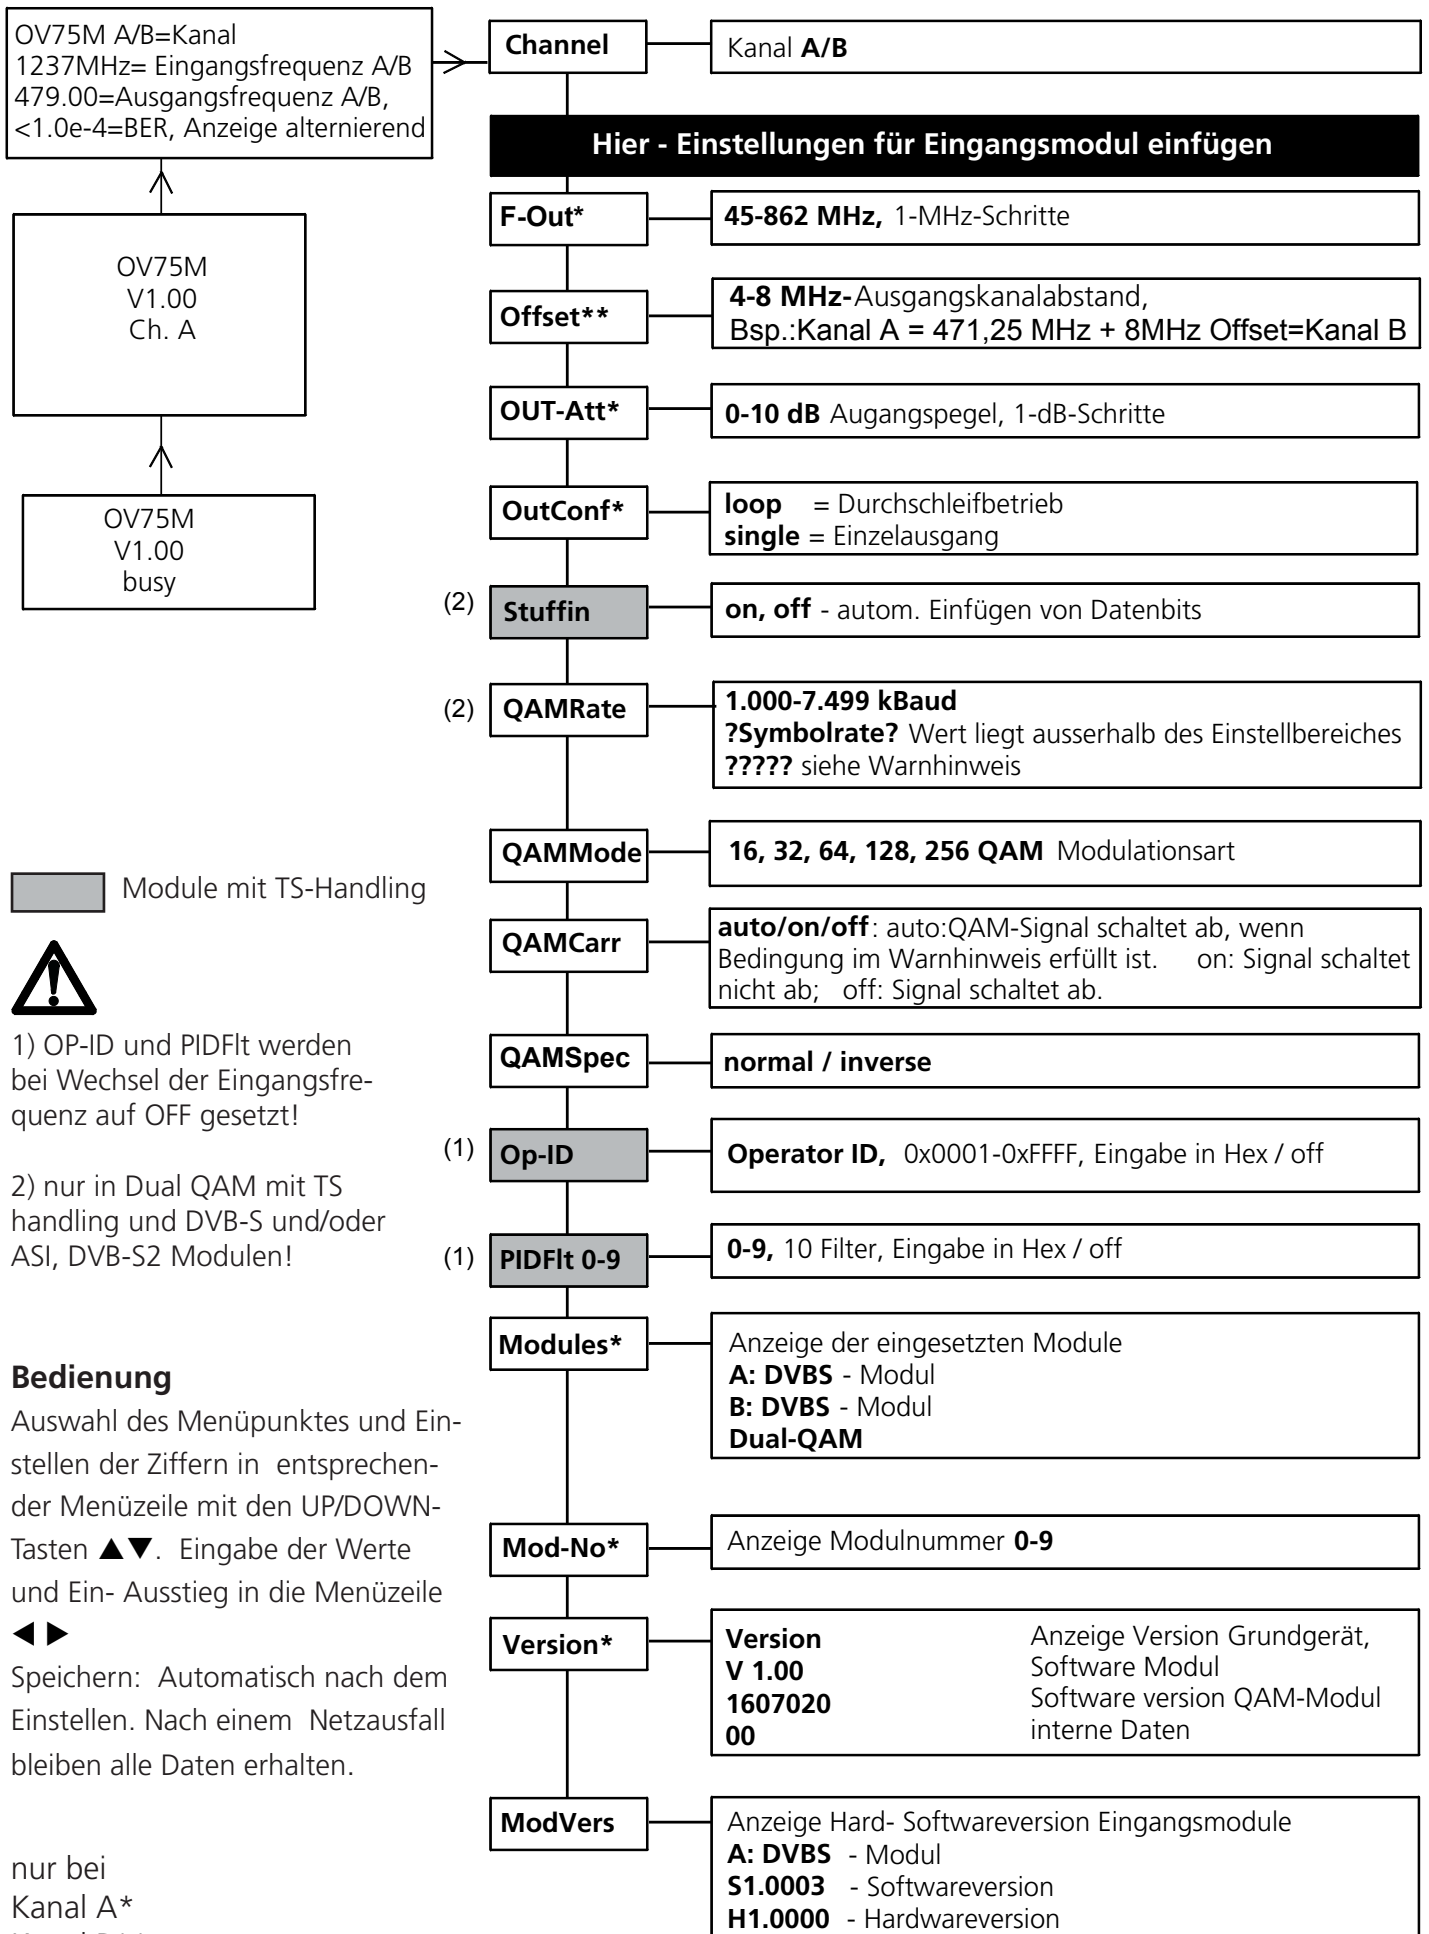 OV75M A/B=Kanal
1237MHz= Eingangsfrequenz A/B
479.00=Ausgangsfrequenz A/B,
<1.0e-4=BER, Anzeige alternierend
OV75M
V1.00
Ch. A
OV75M
V1.00
busy
Channel
Kanal A/B
Hier - Einstellungen für Eingangsmodul einfügen
F-Out*
45-862 MHz, 1-MHz-Schritte
Offset**
4-8 MHz-Ausgangskanalabstand,
Bsp.:Kanal A = 471,25 MHz + 8MHz Offset=Kanal B
OUT-Att*
0-10 dB Augangspegel, 1-dB-Schritte
OutConf*
loop = Durchschleifbetrieb
single = Einzelausgang
(2)
Stuffin
on, off - autom. Einfügen von Datenbits
(2)
QAMRate
1.000-7.499 kBaud
?Symbolrate? Wert liegt ausserhalb des Einstellbereiches
????? siehe Warnhinweis
QAMMode
16, 32, 64, 128, 256 QAM Modulationsart
QAMCarr
auto/on/off: auto:QAM-Signal schaltet ab, wenn
Bedingung im Warnhinweis erfüllt ist. on: Signal schaltet
nicht ab; off: Signal schaltet ab.
QAMSpec
normal / inverse
(1)
Op-ID
Operator ID, 0x0001-0xFFFF, Eingabe in Hex / off
(1)
PIDFlt 0-9
0-9, 10 Filter, Eingabe in Hex / off
Modules*
Anzeige der eingesetzten Module
A: DVBS - Modul
B: DVBS - Modul
Dual-QAM
Mod-No*
Anzeige Modulnummer 0-9
Version*
Version Anzeige Version Grundgerät,
V 1.00 Software Modul
1607020 Software version QAM-Modul
00 interne Daten
ModVers
Anzeige Hard- Softwareversion Eingangsmodule
A: DVBS - Modul
S1.0003 - Softwareversion
H1.0000 - Hardwareversion
Module mit TS-Handling
1) OP-ID und PIDFlt werden
bei Wechsel der Eingangsfre-
quenz auf OFF gesetzt!
2) nur in Dual QAM mit TS
handling und DVB-S und/oder
ASI, DVB-S2 Modulen!
Bedienung
Auswahl des Menüpunktes und Ein-
stellen der Ziffern in entsprechen-
der Menüzeile mit den UP/DOWN-
Tasten ▲▼. Eingabe der Werte
und Ein- Ausstieg in die Menüzeile
◀ ▶
Speichern: Automatisch nach dem
Einstellen. Nach einem Netzausfall
bleiben alle Daten erhalten.
nur bei
Kanal A*